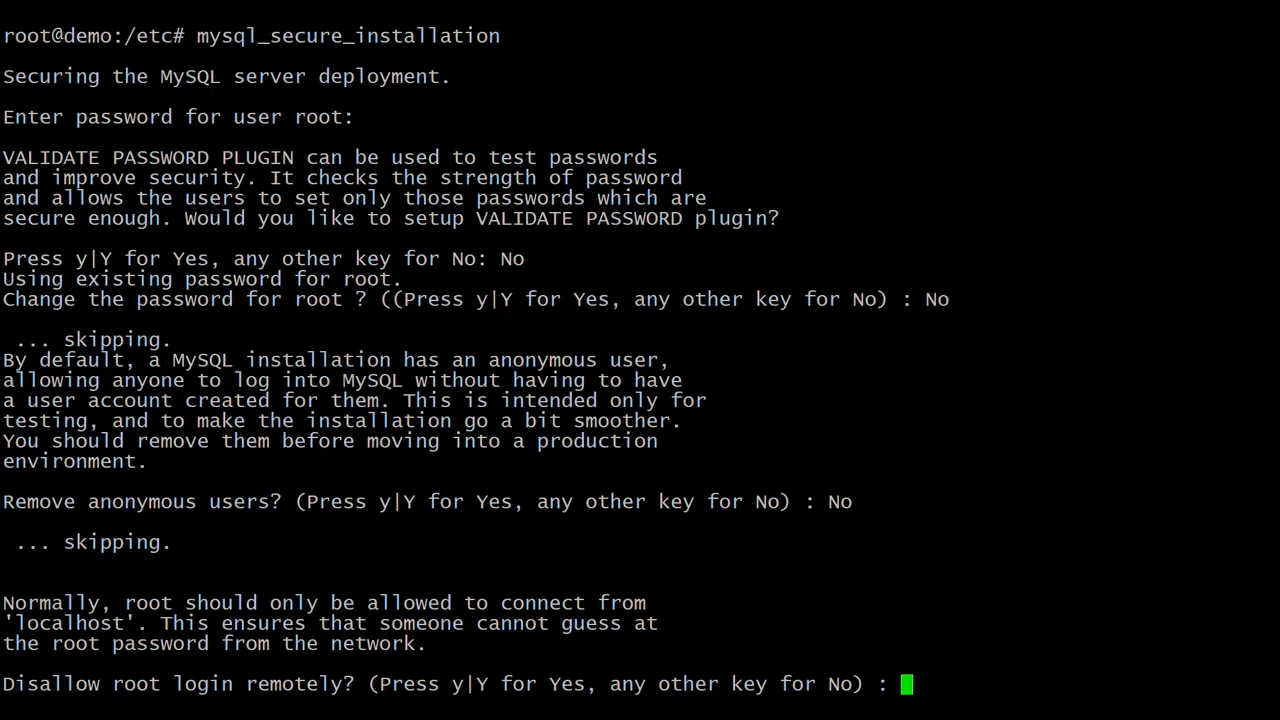 root@demo:/etc# mysql_secure_installation
Securing the MySQL server deployment.
Enter password for user root:
VALIDATE PASSWORD PLUGIN can be used to test passwords
and improve security. It checks the strength of password
and allows the users to set only those passwords which are
secure enough. Would you like to setup VALIDATE PASSWORD plugin?
Press y|Y for Yes, any other key for No: No
Using existing password for root.
Change the password for root ? ((Press y|Y for Yes, any other key for No) : No
... skipping.
By default, a MySQL installation has an anonymous user,
allowing anyone to log into MySQL without having to have
a user account created for them. This is intended only for
testing, and to make the installation go a bit smoother.
You should remove them before moving into a production
environment.
Remove anonymous users? (Press y|Y for Yes, any other key for No) : No
... skipping.
Normally, root should only be allowed to connect from
'localhost'. This ensures that someone cannot guess at
the root password from the network.
Disallow root login remotely? (Press y|Y for Yes, any other key for No) :